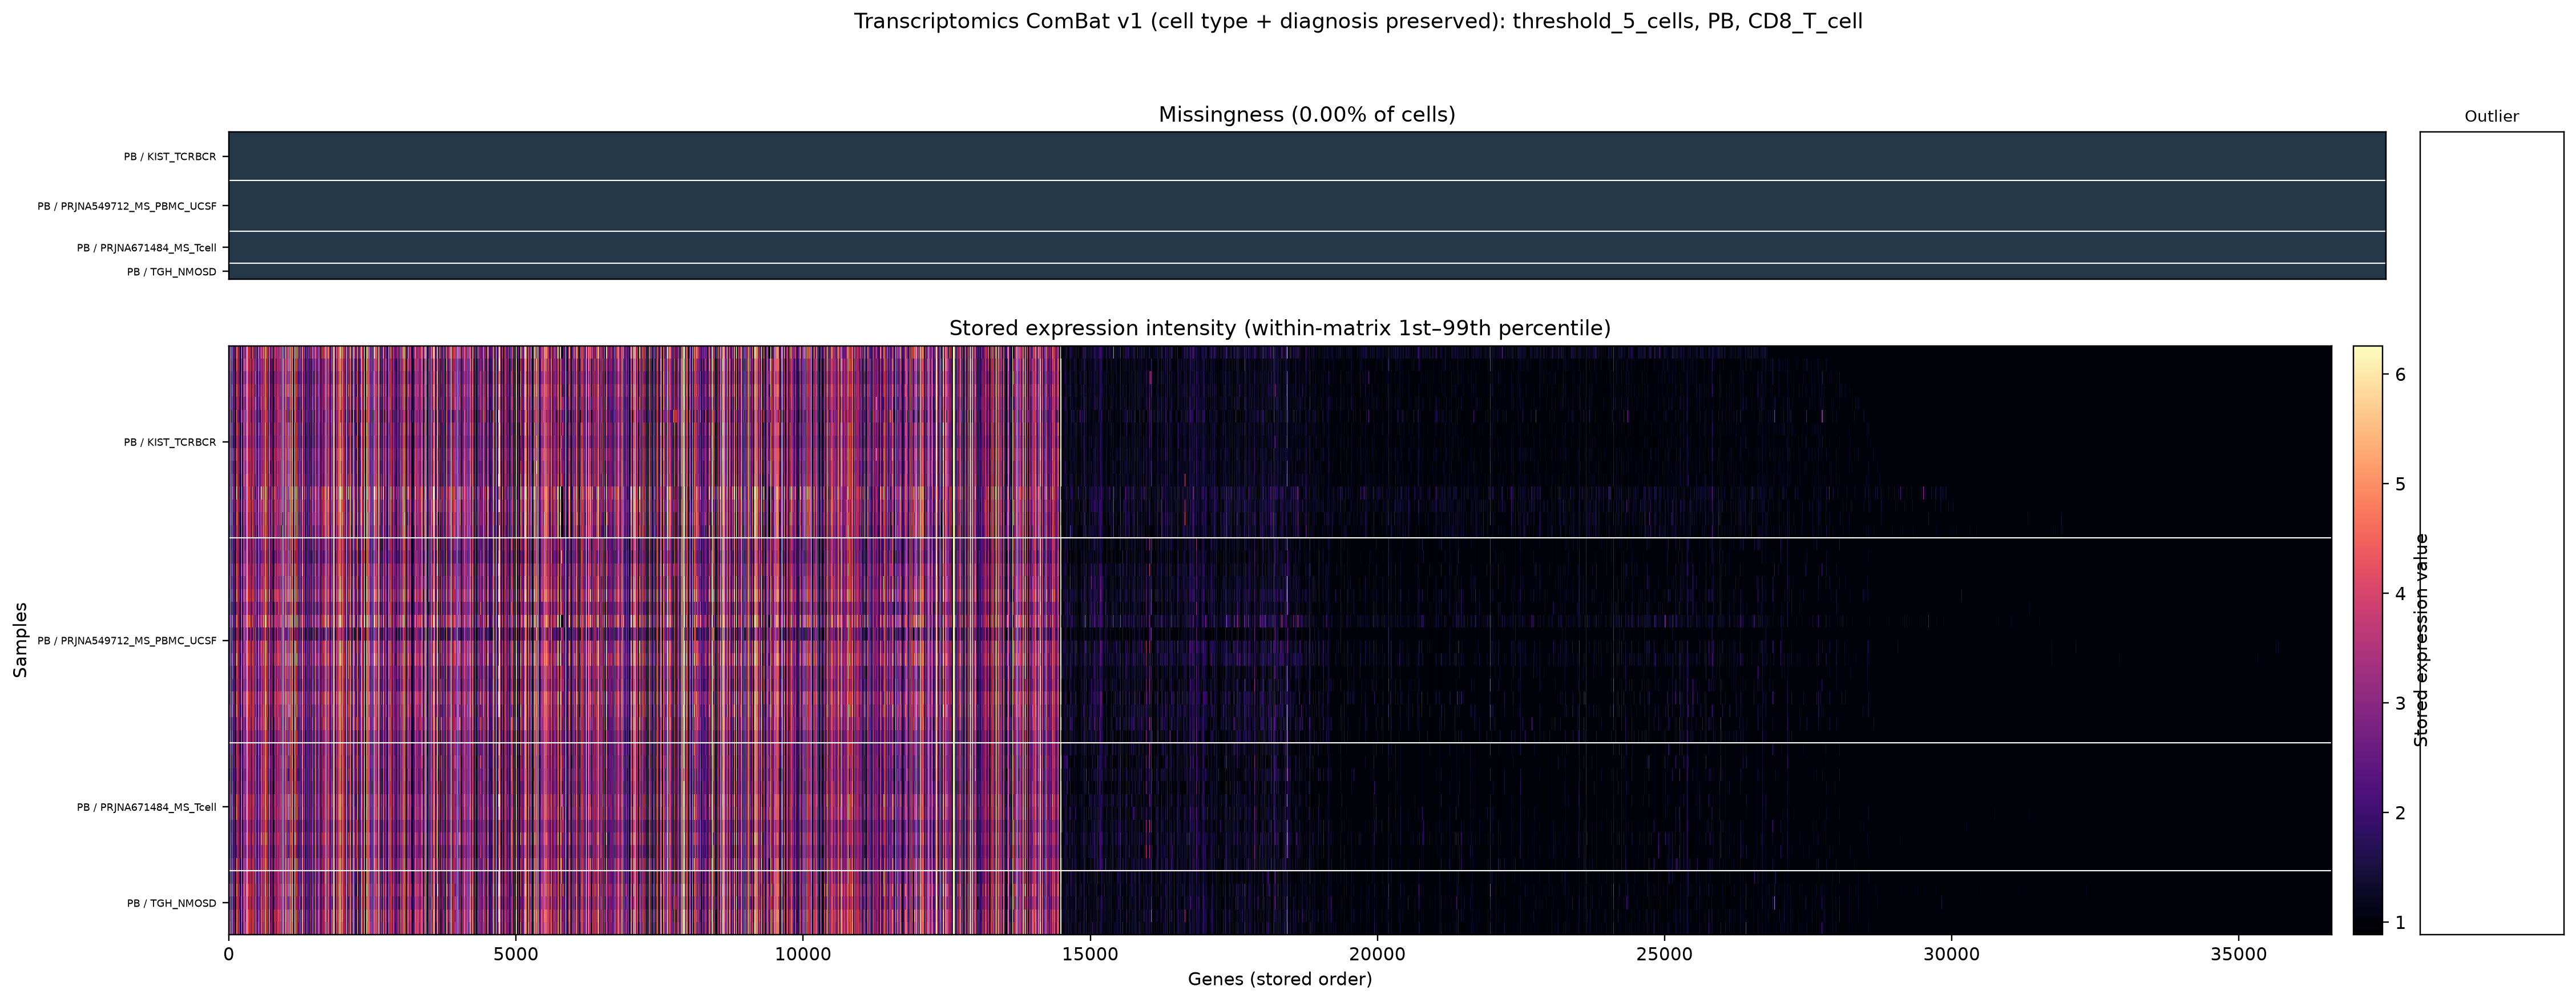 Transcriptomics ComBat v1 (cell type + diagnosis preserved): threshold_5_cells, PB, CD8_T_cell
Missingness (0.00% of cells)
Outlier
PB / KIST_TCRBCR
PB / PRJNA549712_MS_PBMC_UCSF
PB / PRJNA671484_MS_Tcell
PB / TGH_NMOSD
Stored expression intensity (within-matrix 1st–99th percentile)
Samples
PB / KIST_TCRBCR
PB / PRJNA549712_MS_PBMC_UCSF
PB / PRJNA671484_MS_Tcell
PB / TGH_NMOSD
6
5
4
3
2
1
Stored expression value
0
5000
10000
15000
20000
25000
30000
35000
Genes (stored order)